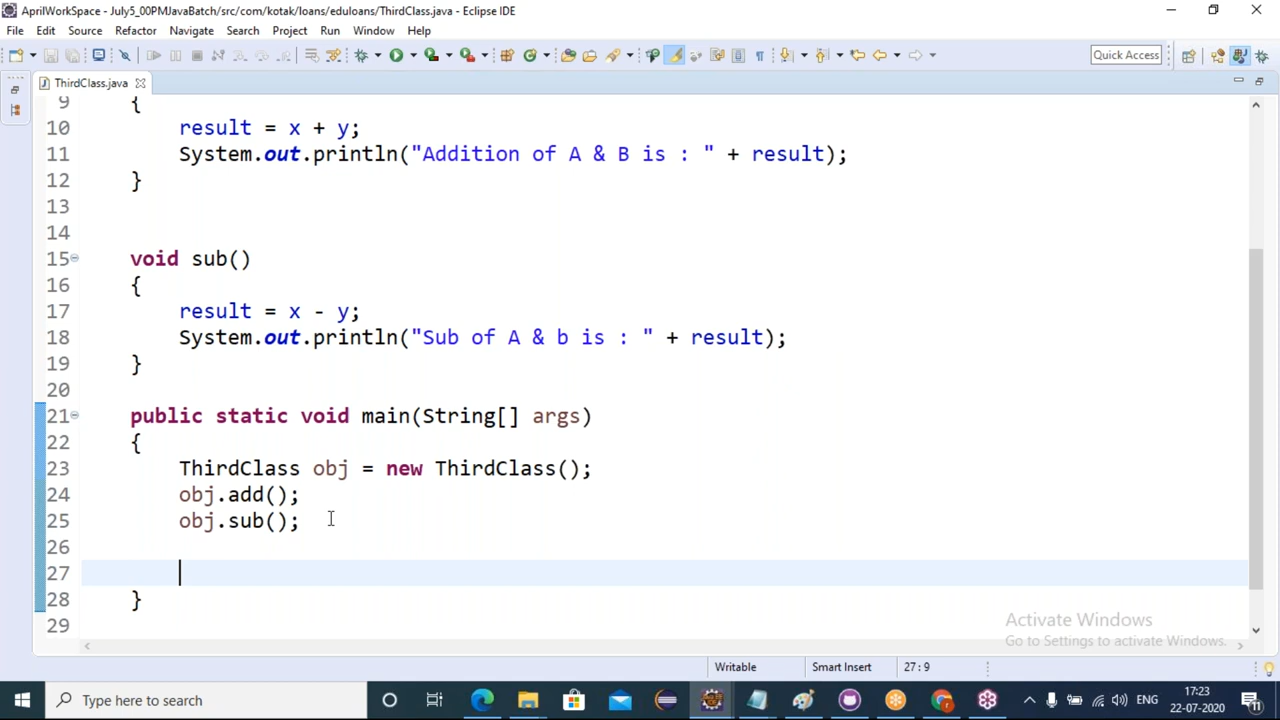 AprilWorkSpace - July5_00PMJavaBatch/src/com/kotak/loans/eduloans/ThirdClass.java - Eclipse IDE
File Edit Source Refactor Navigate Search Project Run Window Help
Quick Access
ThirdClass.java
9 {
10 result = x + y;
11 System.out.println("Addition of A & B is : " + result);
12 }
13
14
15 void sub()
16 {
17 result = x - y;
18 System.out.println("Sub of A & b is : " + result);
19 }
20
21 public static void main(String[] args)
22 {
23 ThirdClass obj = new ThirdClass();
24 obj.add();
25 obj.sub();
26
27
28 }
29
Activate Windows
Go to Settings to activate Windows.
Writable Smart Insert 27 : 9
Type here to search
ENG
17:23
22-07-2020
11